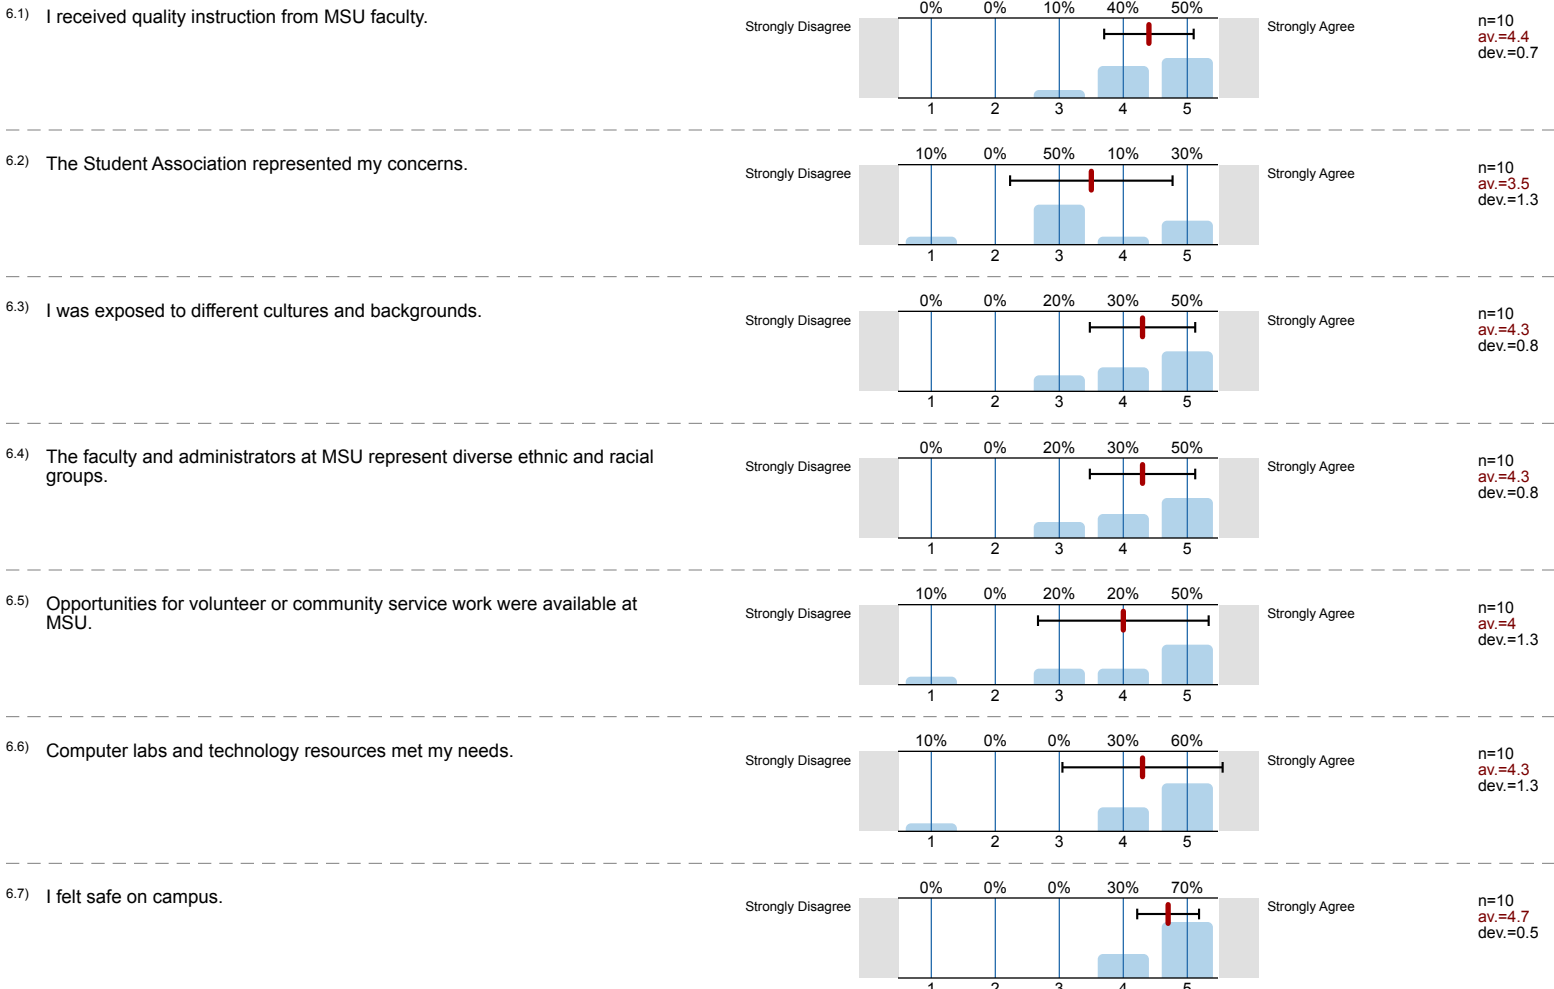 0% 0% 10% 40% 50%
6.1) I received quality instruction from MSU faculty.
Strongly Disagree Strongly Agree
n=10
av.=4.4
dev.=0.7
1 2 3 4 5
10% 0% 50% 10% 30%
6.2) The Student Association represented my concerns.
Strongly Disagree Strongly Agree
n=10
av.=3.5
dev.=1.3
1 2 3 4 5
0% 0% 20% 30% 50%
6.3) I was exposed to different cultures and backgrounds.
Strongly Disagree Strongly Agree
n=10
av.=4.3
dev.=0.8
1 2 3 4 5
0% 0% 20% 30% 50%
6.4) The faculty and administrators at MSU represent diverse ethnic and racial
groups.
Strongly Disagree Strongly Agree
n=10
av.=4.3
dev.=0.8
1 2 3 4 5
10% 0% 20% 20% 50%
6.5) Opportunities for volunteer or community service work were available at
MSU.
Strongly Disagree Strongly Agree
n=10
av.=4
dev.=1.3
1 2 3 4 5
10% 0% 0% 30% 60%
6.6) Computer labs and technology resources met my needs.
Strongly Disagree Strongly Agree
n=10
av.=4.3
dev.=1.3
1 2 3 4 5
0% 0% 0% 30% 70%
6.7) I felt safe on campus.
Strongly Disagree Strongly Agree
n=10
av.=4.7
dev.=0.5
1 2 3 4 5